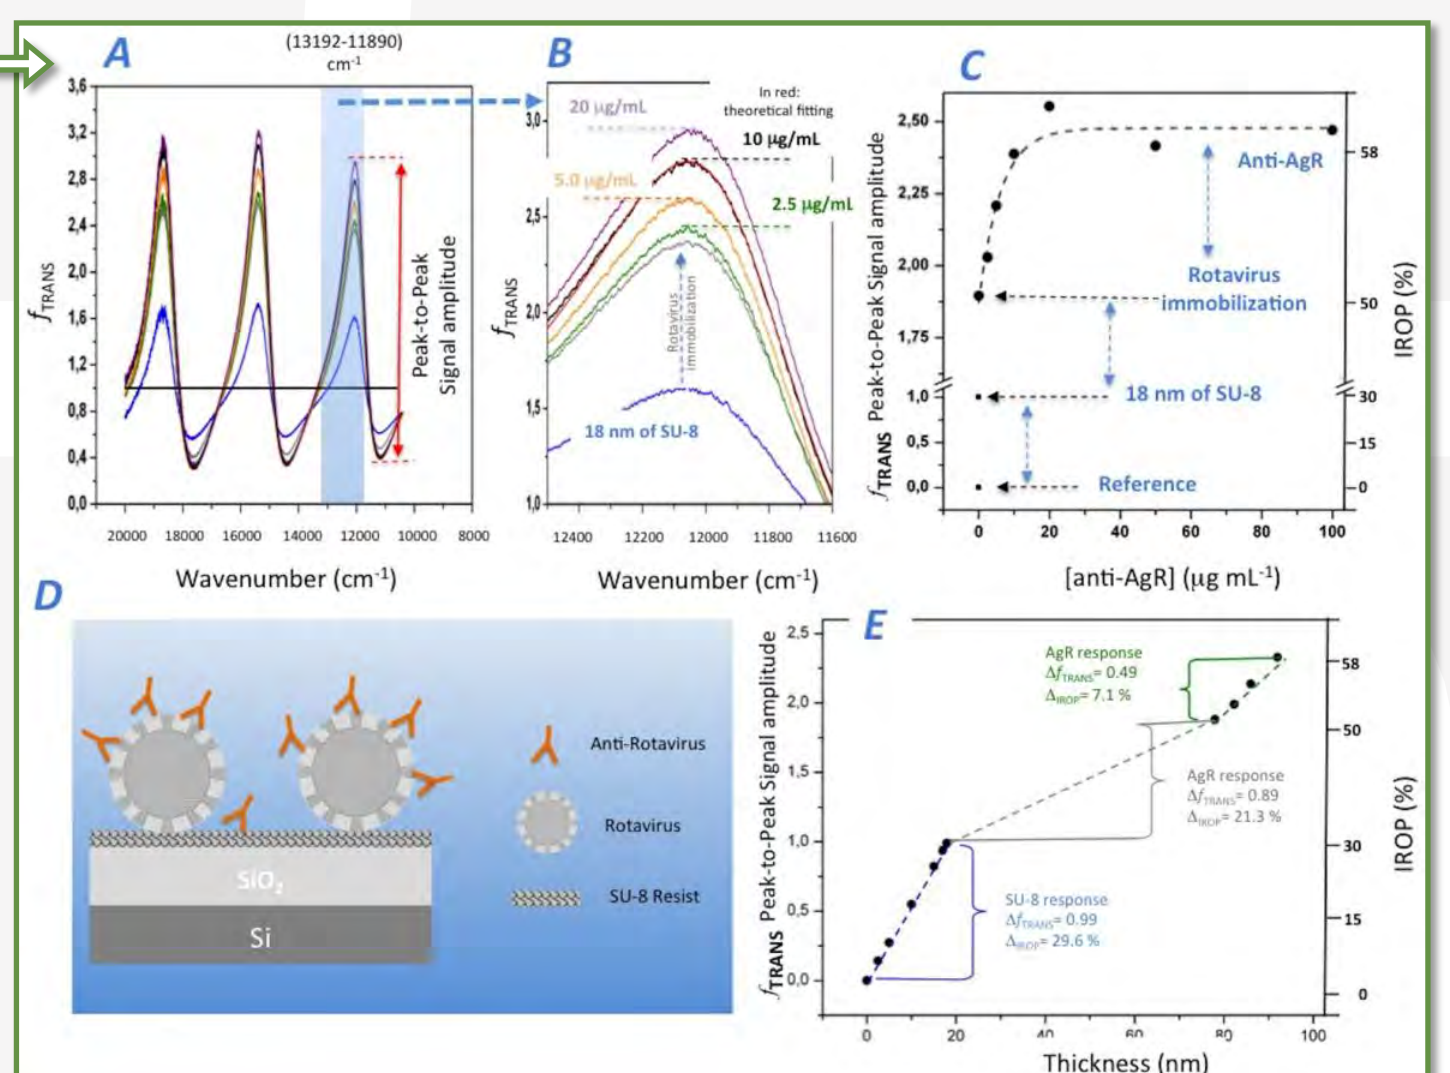 A
(13192-11890)
cm-1
3,6
3,2
2,8
2,4
2,0
1,6
1,2
0,8
0,4
0,0
fTRANS
Peak-to-Peak
Signal amplitude
20000 18000 16000 14000 12000 10000 8000
Wavenumber (cm-1)
B
20 µg/mL
In red:
theoretical fitting
10 µg/mL
5.0 µg/mL
2.5 µg/mL
3,0
2,5
2,0
1,5
1,0
fTRANS
Rotavirus
immobilization
18 nm of SU-8
12400 12200 12000 11800 11600
Wavenumber (cm-1)
C
fTRANS Peak-to-Peak Signal amplitude
2,50
2,25
2,00
1,75
1,0
0,5
0,0
Anti-AgR
Rotavirus
immobilization
18 nm of SU-8
Reference
58
50
30
15
0
IROP (%)
0 20 40 60 80 100
[anti-AgR] (µg mL-1)
D
Anti-Rotavirus
Rotavirus
SU-8 Resist
SiO2
Si
E
fTRANS Peak-to-Peak Signal amplitude
2,5
2,0
1,5
1,0
0,5
0,0
AgR response
ΔfTRANS= 0.49
ΔIROP= 7.1 %
AgR response
ΔfTRANS= 0.89
ΔIROP= 21.3 %
SU-8 response
ΔfTRANS= 0.99
ΔIROP= 29.6 %
58
50
30
15
0
IROP (%)
0 20 40 60 80 100
Thickness (nm)